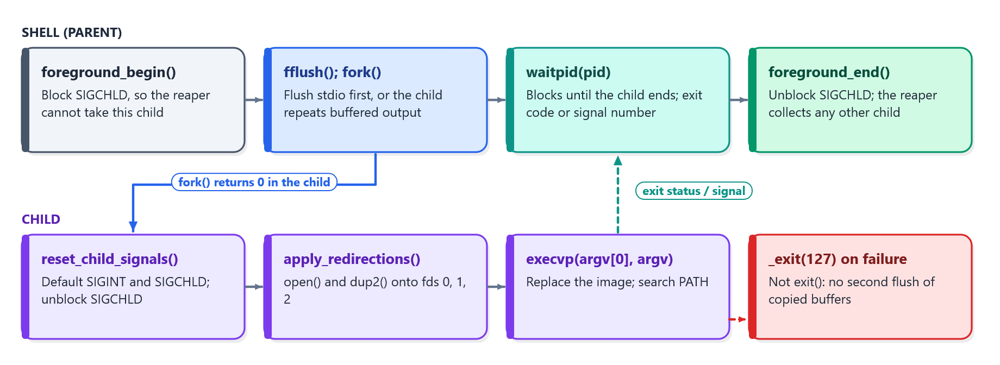 SHELL (PARENT)
foreground_begin()
Block SIGCHLD, so the reaper
cannot take this child
fflush(); fork()
Flush stdio first, or the child
repeats buffered output
waitpid(pid)
Blocks until the child ends; exit
code or signal number
foreground_end()
Unblock SIGCHLD; the reaper
collects any other child
fork() returns 0 in the child
exit status / signal
CHILD
reset_child_signals()
Default SIGINT and SIGCHLD;
unblock SIGCHLD
apply_redirections()
open() and dup2() onto fds 0, 1,
2
execvp(argv[0], argv)
Replace the image; search PATH
_exit(127) on failure
Not exit(): no second flush of
copied buffers